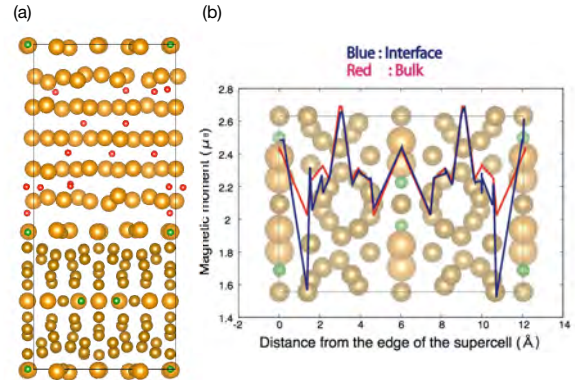 (a)
(b)
Blue : Interface
Red : Bulk
2.8
2.6
2.4
2.2
2
1.8
1.6
1.4
Magnetic moment (μB)
-2 0 2 4 6 8 10 12 14
Distance from the edge of the supercell (Å)